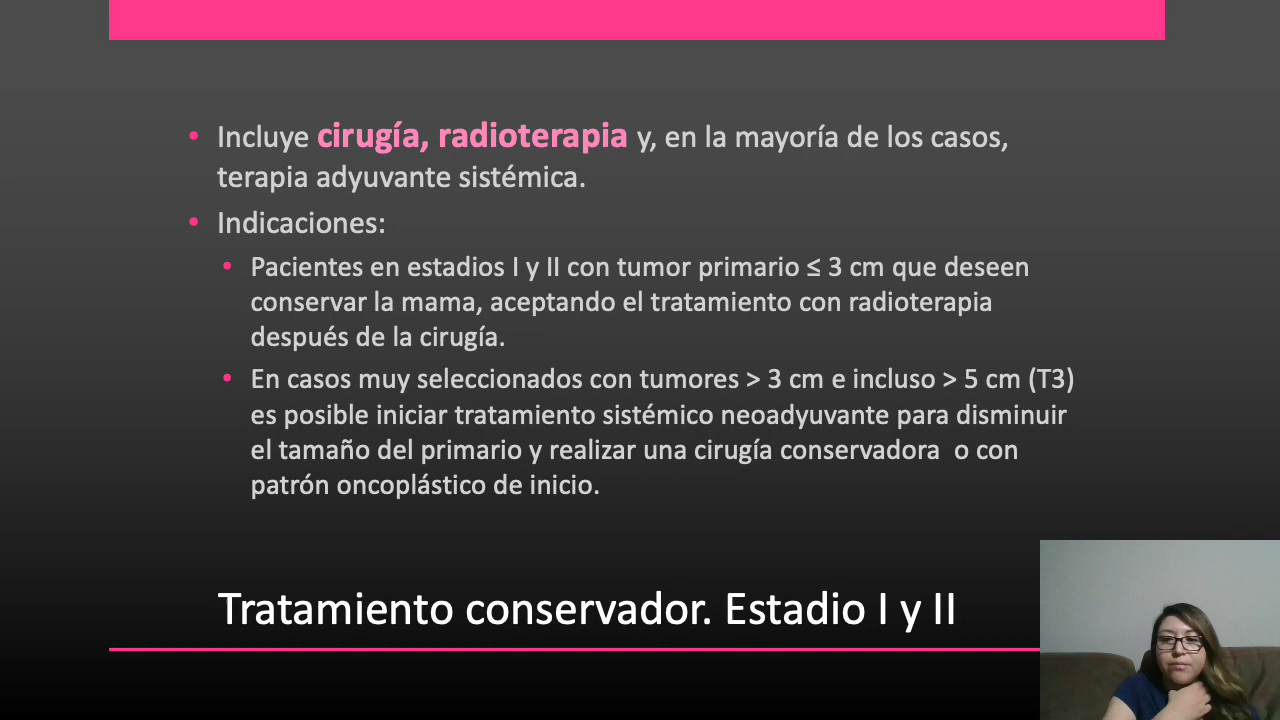 • Incluye cirugía, radioterapia y, en la mayoría de los casos,
terapia adyuvante sistémica.
• Indicaciones:
• Pacientes en estadios I y II con tumor primario ≤ 3 cm que deseen
conservar la mama, aceptando el tratamiento con radioterapia
después de la cirugía.
• En casos muy seleccionados con tumores > 3 cm e incluso > 5 cm (T3)
es posible iniciar tratamiento sistémico neoadyuvante para disminuir
el tamaño del primario y realizar una cirugía conservadora  o con
patrón oncoplástico de inicio.
Tratamiento conservador. Estadio I y II